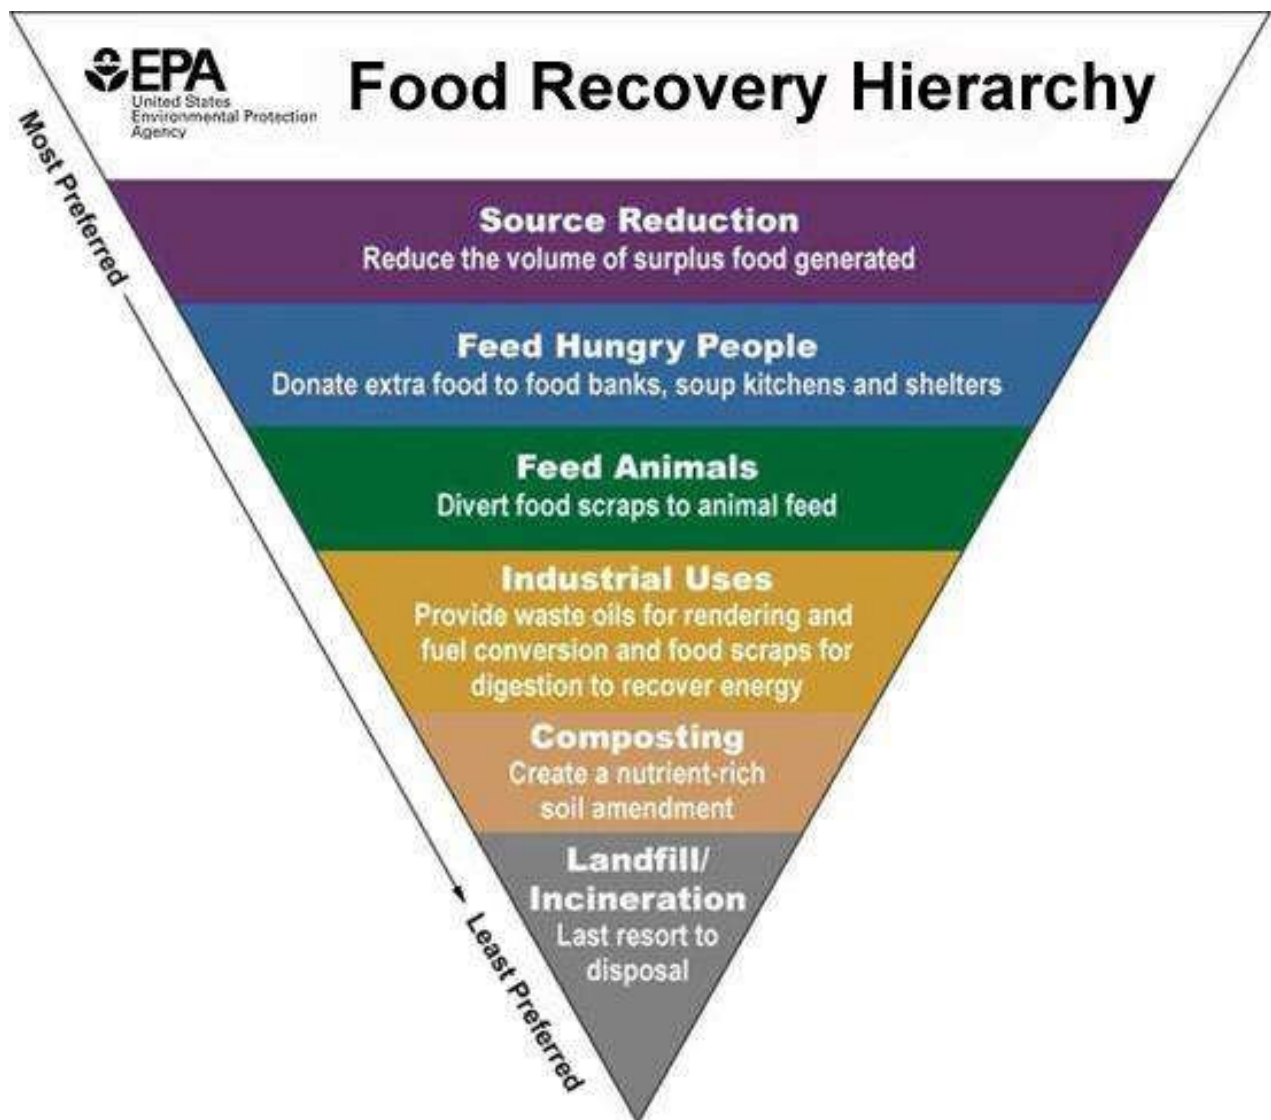 EPA
United States
Environmental Protection
Agency
Food Recovery Hierarchy
Most Preferred
Source Reduction
Reduce the volume of surplus food generated
Feed Hungry People
Donate extra food to food banks, soup kitchens and shelters
Feed Animals
Divert food scraps to animal feed
Industrial Uses
Provide waste oils for rendering and
fuel conversion and food scraps for
digestion to recover energy
Composting
Create a nutrient-rich
soil amendment
Landfill/
Incineration
Last resort to
disposal
Least Preferred